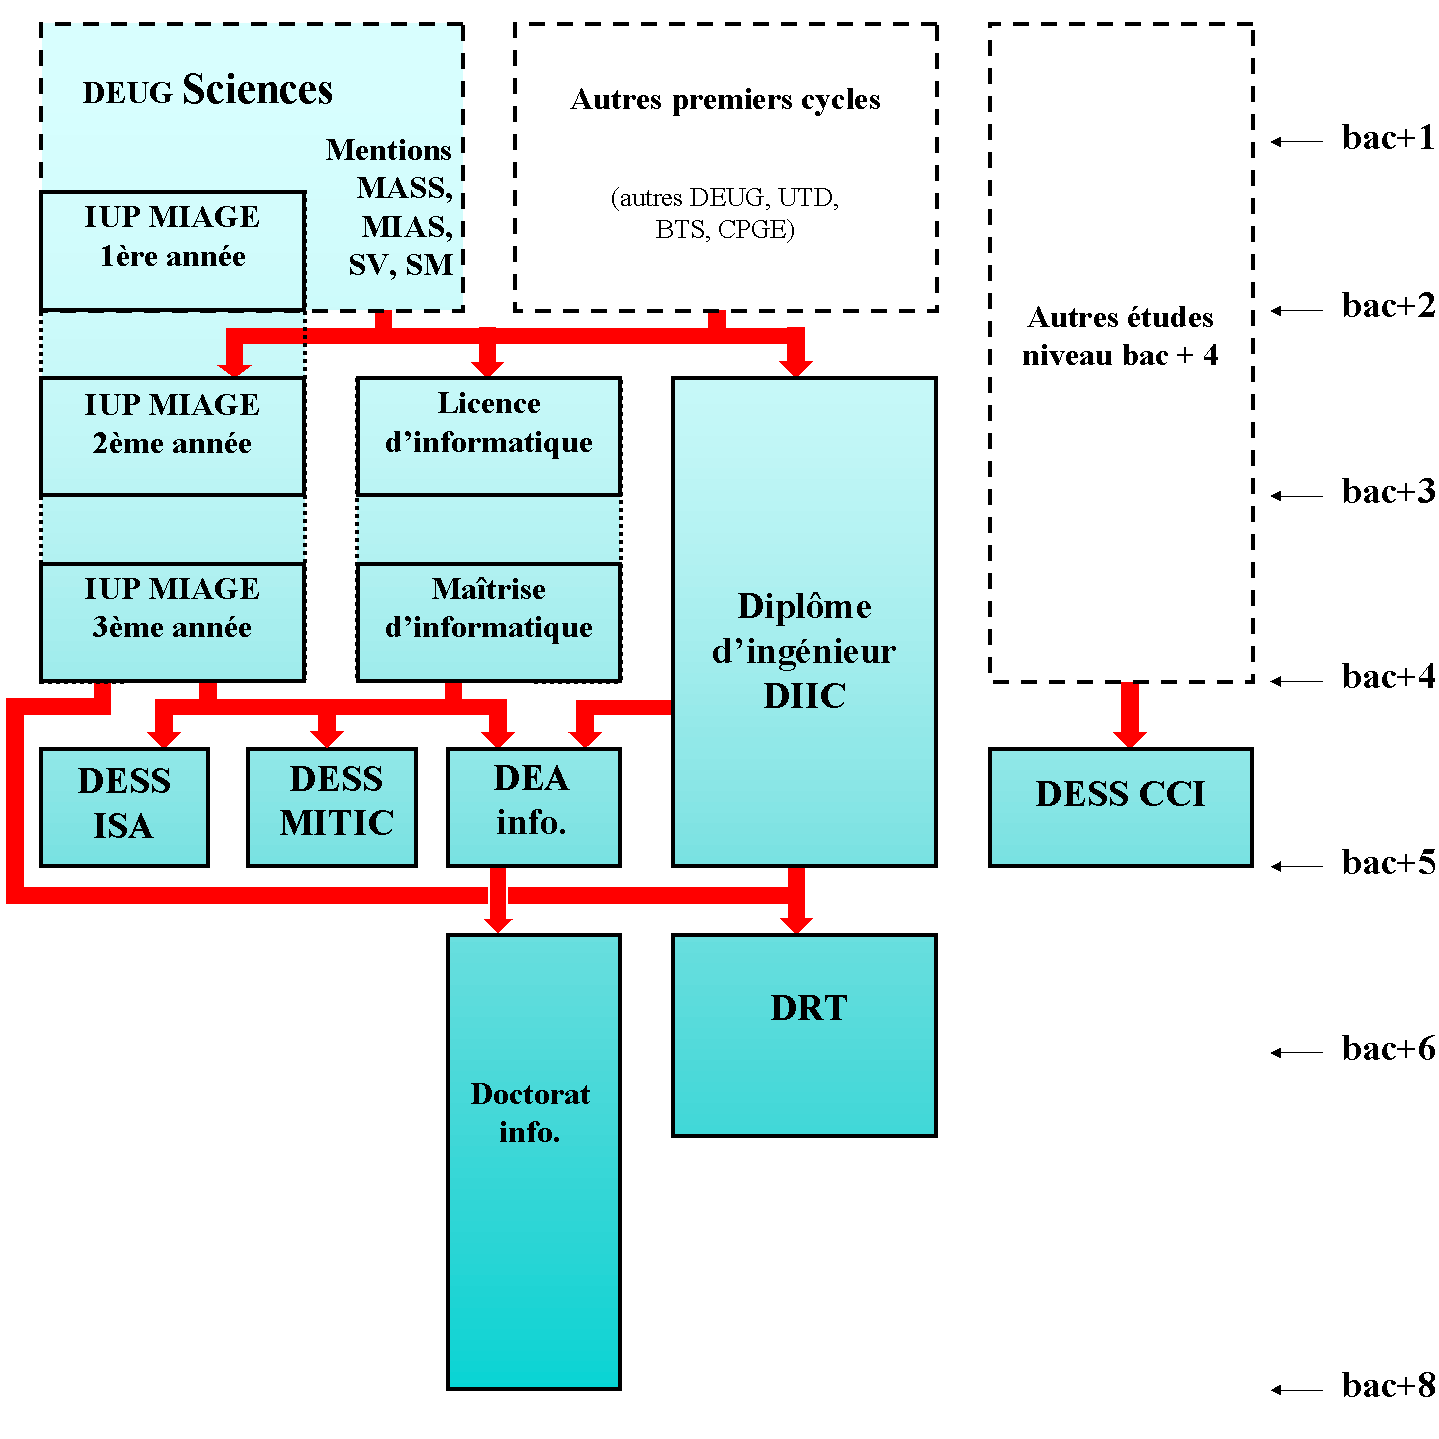 DEUG Sciences
Mentions
MASS,
MIAS,
SV, SM
IUP MIAGE
1ère année
Autres premiers cycles
(autres DEUG, UTD,
BTS, CPGE)
Autres études
niveau bac + 4
bac+1
bac+2
IUP MIAGE
2ème année
Licence
d’informatique
bac+3
IUP MIAGE
3ème année
Maîtrise
d’informatique
Diplôme
d’ingénieur
DIIC
bac+4
DESS
ISA
DESS
MITIC
DEA
info.
DESS CCI
bac+5
Doctorat
info.
DRT
bac+6
bac+8